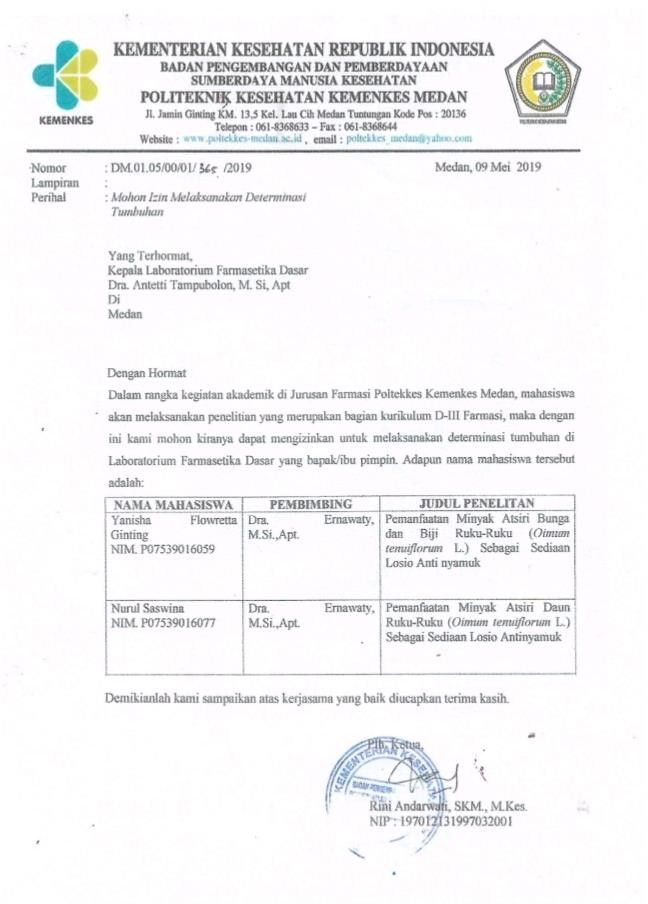 KEMENKES
KEMENTERIAN KESEHATAN REPUBLIK INDONESIA
BADAN PENGEMBANGAN DAN PEMBERDAYAAN
SUMBERDAYA MANUSIA KESEHATAN
POLITEKNIK KESEHATAN KEMENKES MEDAN
Jl. Jamin Ginting KM. 13,5 Kel. Lau Cih Medan Tuntungan Kode Pos : 20136
Telepon : 061-8368633 – Fax : 061-8368644
Website : www.poltekkes-medan.ac.id , email : poltekkes_medan@yahoo.com
Nomor : DM.01.05/00/01/ 365 /2019 Medan, 09 Mei 2019
Lampiran :
Perihal : Mohon Izin Melaksanakan Determinasi
Tumbuhan
Yang Terhormat,
Kepala Laboratorium Farmasetika Dasar
Dra. Antetti Tampubolon, M. Si, Apt
Di
Medan
Dengan Hormat
Dalam rangka kegiatan akademik di Jurusan Farmasi Poltekkes Kemenkes Medan, mahasiswa
akan melaksanakan penelitian yang merupakan bagian kurikulum D-III Farmasi, maka dengan
ini kami mohon kiranya dapat mengizinkan untuk melaksanakan determinasi tumbuhan di
Laboratorium Farmasetika Dasar yang bapak/ibu pimpin. Adapun nama mahasiswa tersebut
adalah:
NAMA MAHASISWA PEMBIMBING JUDUL PENELITAN
Yanisha Flowretta Dra. Ernawaty, Pemanfaatan Minyak Atsiri Bunga
Ginting M.Si.,Apt. dan Biji Ruku-Ruku (Oimum
NIM. P07539016059 tenuiflorum L.) Sebagai Sediaan
Losio Anti nyamuk
Nurul Saswina Dra. Ernawaty, Pemanfaatan Minyak Atsiri Daun
NIM. P07539016077 M.Si.,Apt. Ruku-Ruku (Oimum tenuiflorum L.)
Sebagai Sediaan Losio Antinyamuk
Demikianlah kami sampaikan atas kerjasama yang baik diucapkan terima kasih.
Plh. Ketua,
KEMENTERIAN KESEHAT
Rini Andarwati, SKM., M.Kes.
NIP : 197012131997032001